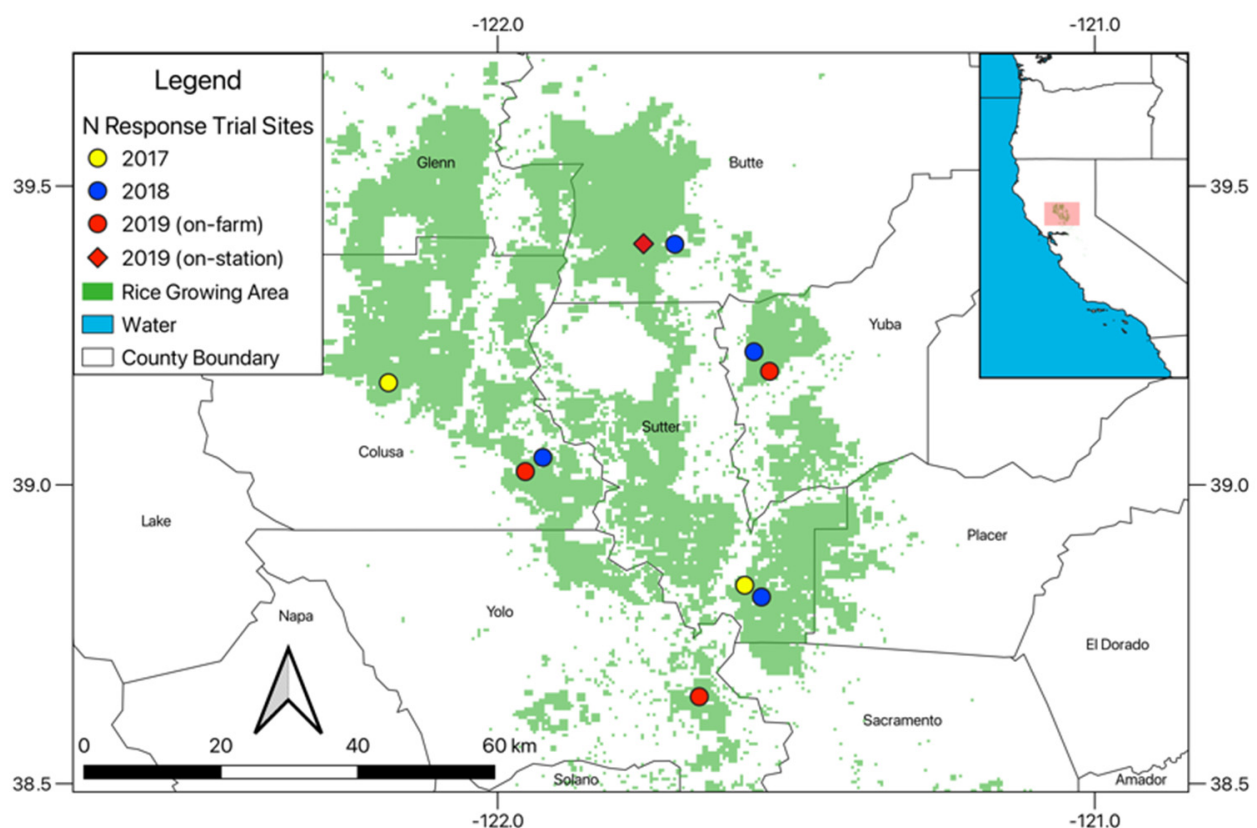 -122.0
-121.0
Legend
N Response Trial Sites
2017
2018
2019 (on-farm)
2019 (on-station)
Rice Growing Area
Water
County Boundary
Glenn
Butte
39.5
39.5
Yuba
Sutter
Colusa
39.0
39.0
Lake
Placer
Yolo
Napa
El Dorado
Sacramento
0 20 40 60 km
Solano
Amador
38.5
38.5
-122.0
-121.0